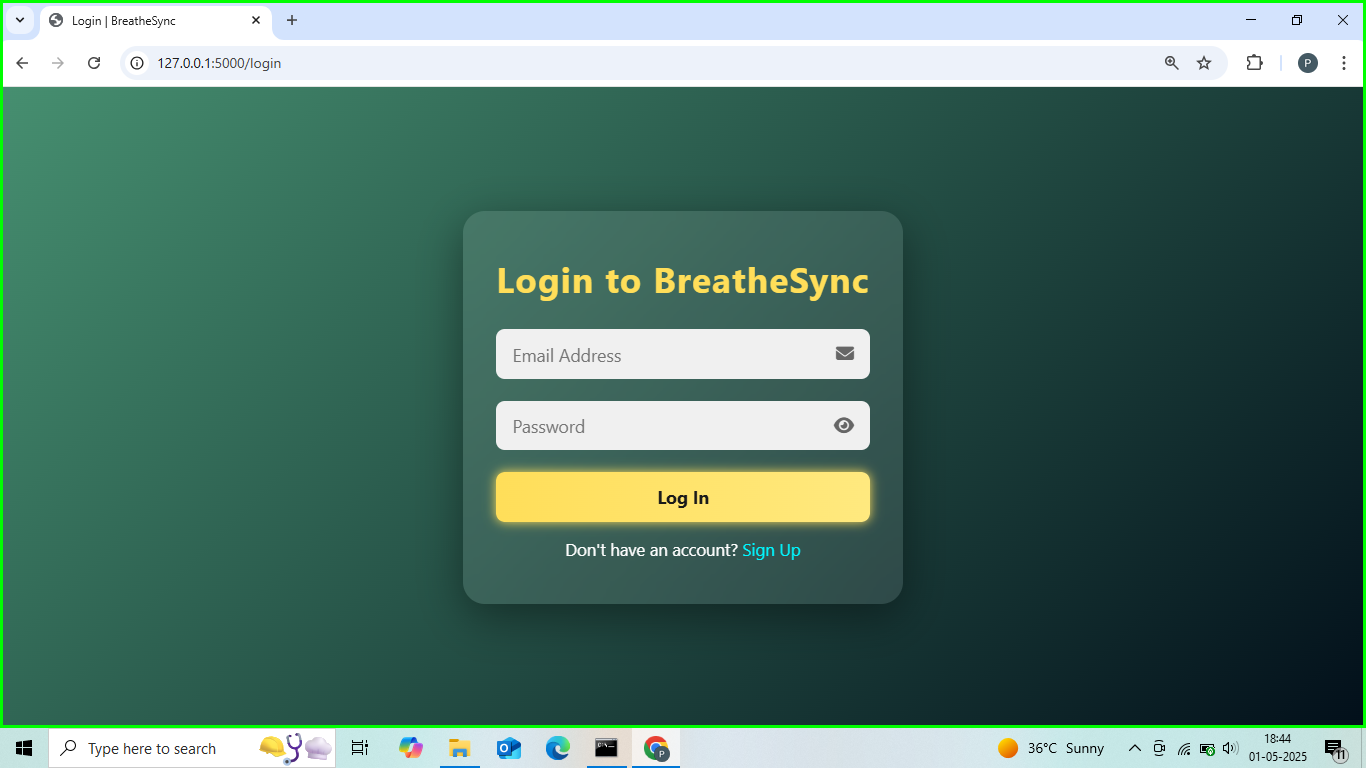 Login | BreatheSync
127.0.0.1:5000/login
P
Login to BreatheSync
Email Address
Password
Log In
Don't have an account? Sign Up
Type here to search
P
36°C Sunny
18:44
01-05-2025
11